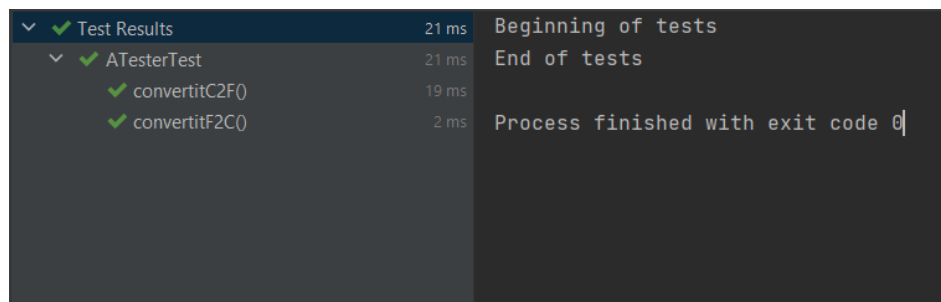 Test Results 21 ms
ATesterTest 21 ms
convertitC2F() 19 ms
convertitF2C() 2 ms
Beginning of tests
End of tests
Process finished with exit code 0